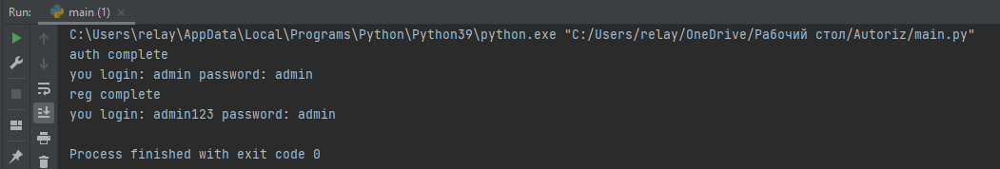 Run: main (1)
C:\Users\relay\AppData\Local\Programs\Python\Python39\python.exe "C:/Users/relay/OneDrive/Рабочий стол/Autoriz/main.py"
auth complete
you login: admin password: admin
reg complete
you login: admin123 password: admin
Process finished with exit code 0